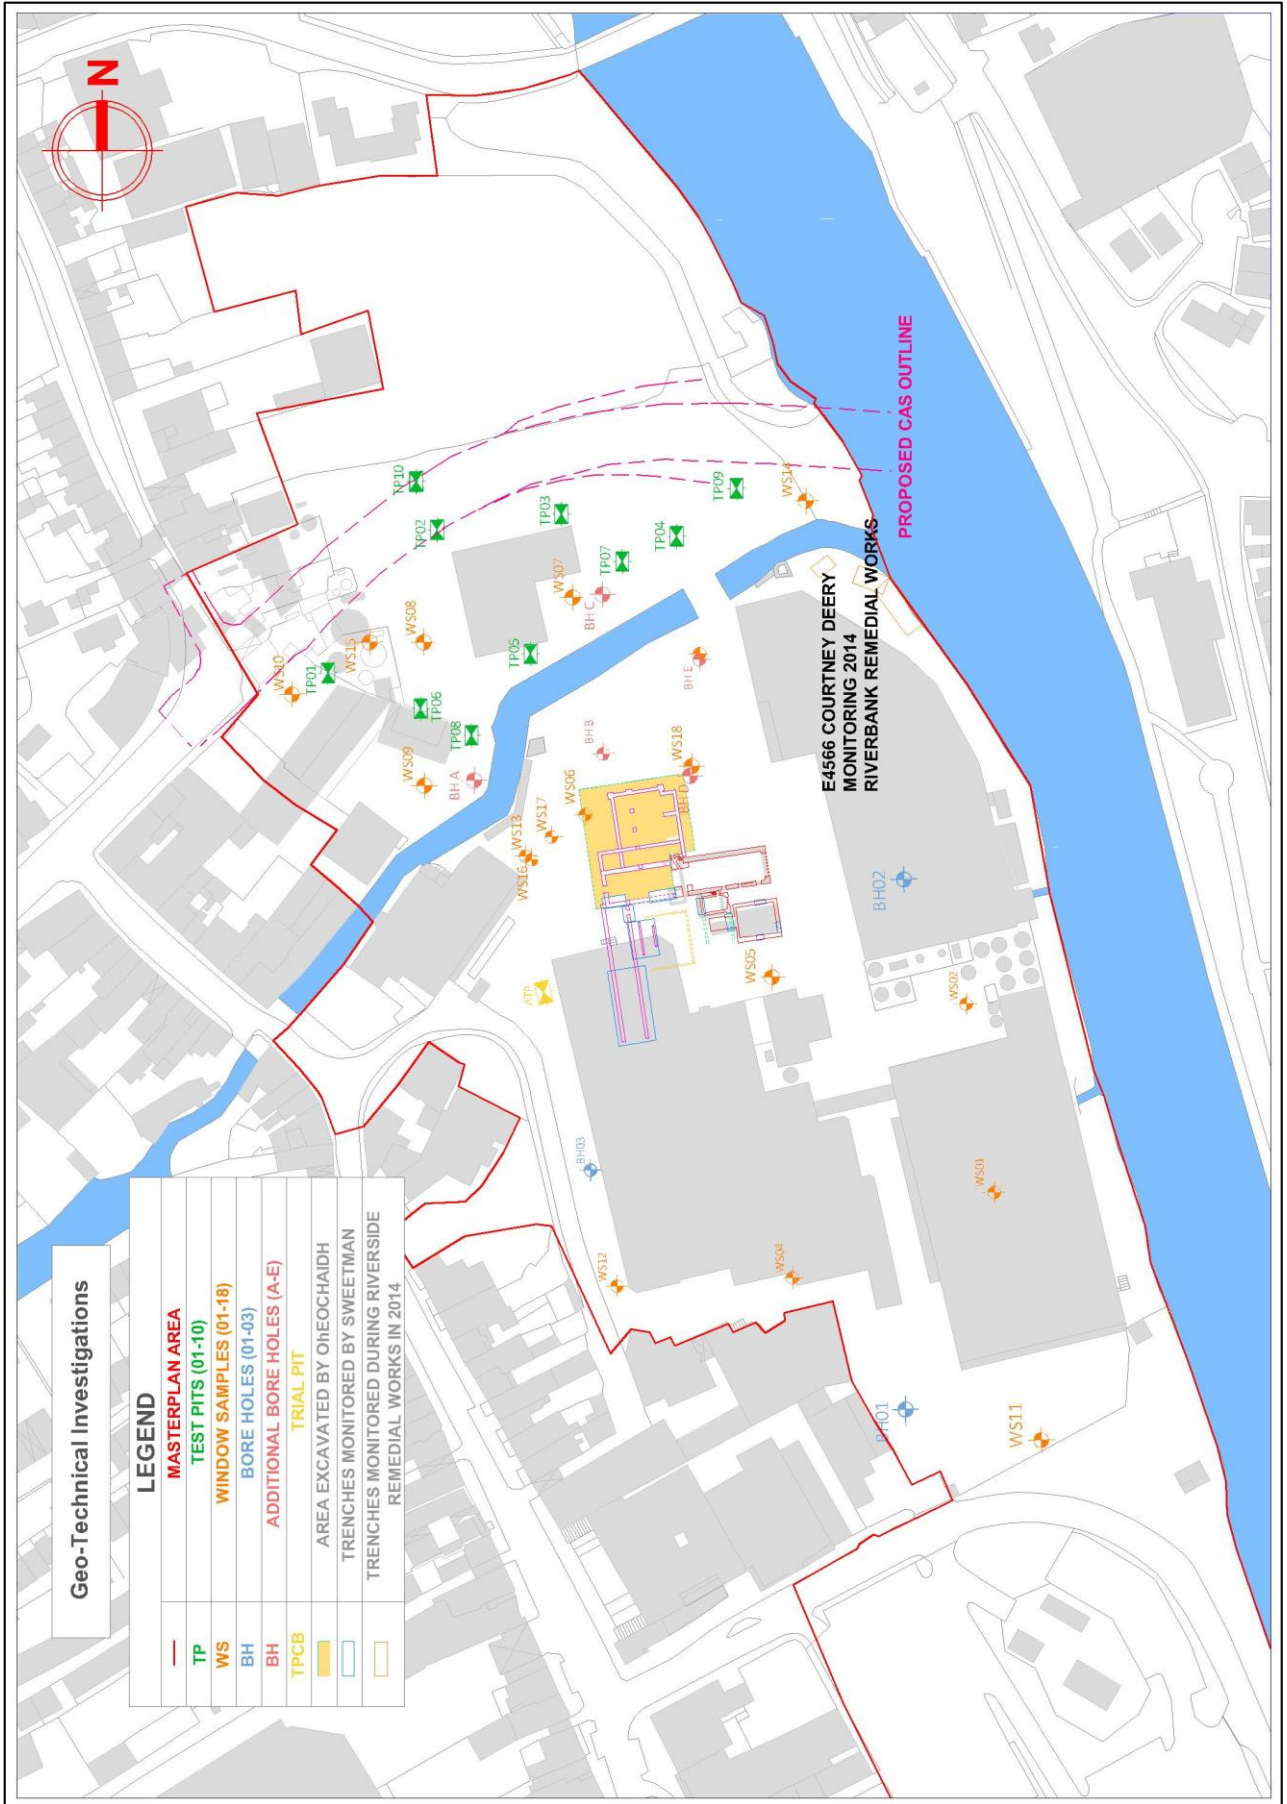 Geo-Technical Investigations
LEGEND
MASTERPLAN AREA
TP TEST PITS (01-10)
WS WINDOW SAMPLES (01-18)
BH BORE HOLES (01-03)
BH ADDITIONAL BORE HOLES (A-E)
TPCB TRIAL PIT
AREA EXCAVATED BY OhEOCHAIDH
TRENCHES MONITORED BY SWEETMAN
TRENCHES MONITORED DURING RIVERSIDE
REMEDIAL WORKS IN 2014
N
PROPOSED CAS OUTLINE
E4566 COURTNEY DEERY
MONITORING 2014
RIVERBANK REMEDIAL WORKS
TP10
TP02
TP03
TP09
TP04
TP07
TP05
TP01
TP06
TP08
WS14
WS07
WS08
WS15
WS10
WS09
WS06
WS17
WS13
WS16
WS18
WS05
WS02
WS01
WS04
WS12
WS11
BH A
BH B
BH C
BH D
BH E
BH01
BH02
BH03
ATP